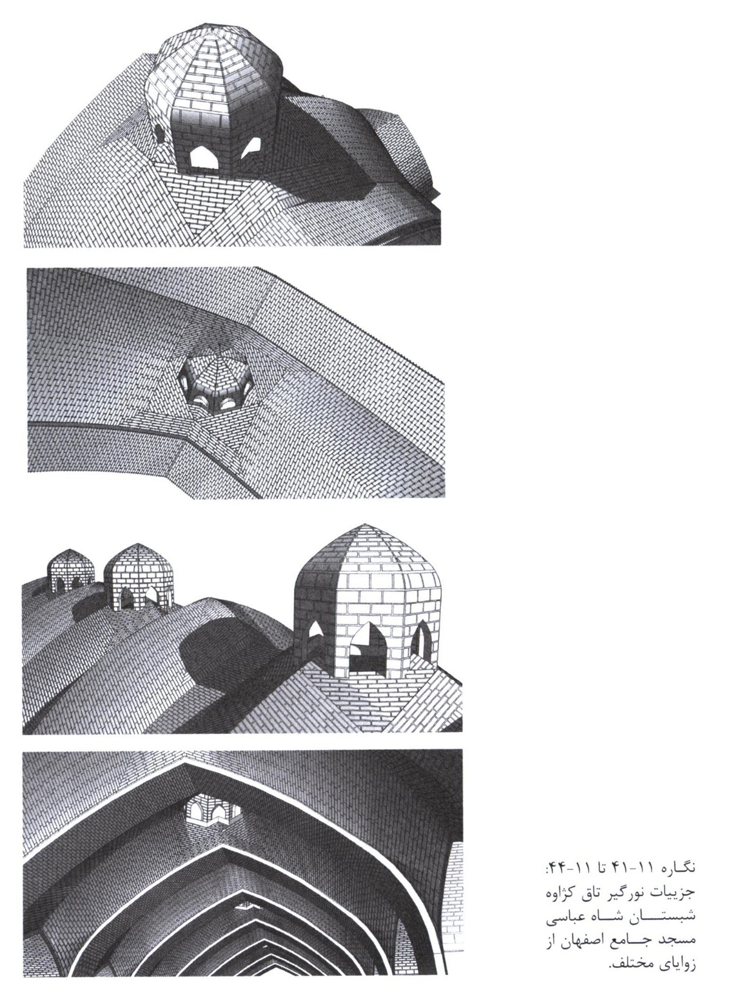 نگاره ۱۱-۴۱ تا ۱۱-۴۴:
جزییات نورگیر تاق کژاوه
شبستان شاه عباسی
مسجد جامع اصفهان از
زوایای مختلف.